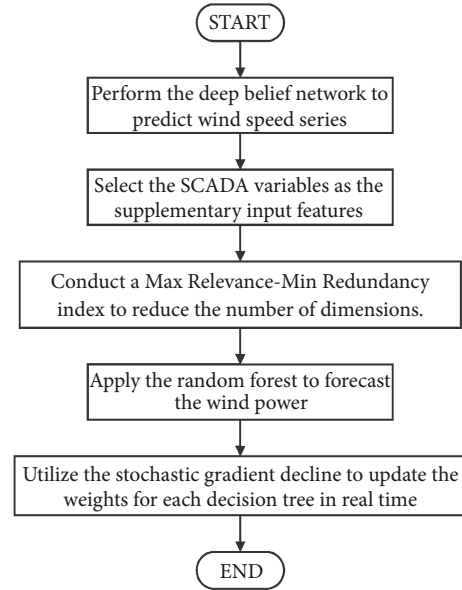 START
Perform the deep belief network to
predict wind speed series
Select the SCADA variables as the
supplementary input features
Conduct a Max Relevance-Min Redundancy
index to reduce the number of dimensions.
Apply the random forest to forecast
the wind power
Utilize the stochastic gradient decline to update the
weights for each decision tree in real time
END